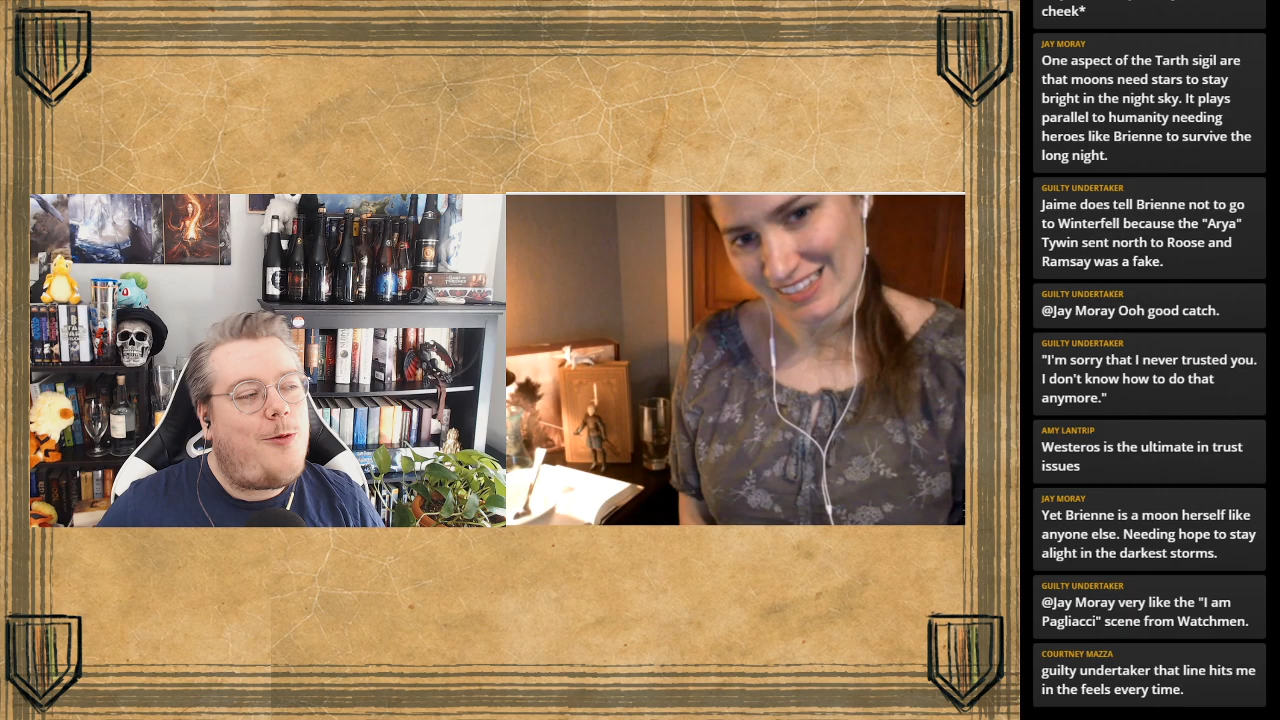 cheek*
JAY MORAY
One aspect of the Tarth sigil are
that moons need stars to stay
bright in the night sky. It plays
parallel to humanity needing
heroes like Brienne to survive the
long night.
GUILTY UNDERTAKER
Jaime does tell Brienne not to go
to Winterfell because the "Arya"
Tywin sent north to Roose and
Ramsay was a fake.
GUILTY UNDERTAKER
@Jay Moray Ooh good catch.
GUILTY UNDERTAKER
"I'm sorry that I never trusted you.
I don't know how to do that
anymore."
AMY LANTRIP
Westeros is the ultimate in trust
issues
JAY MORAY
Yet Brienne is a moon herself like
anyone else. Needing hope to stay
alight in the darkest storms.
GUILTY UNDERTAKER
@Jay Moray very like the "I am
Pagliacci" scene from Watchmen.
COURTNEY MAZZA
guilty undertaker that line hits me
in the feels every time.